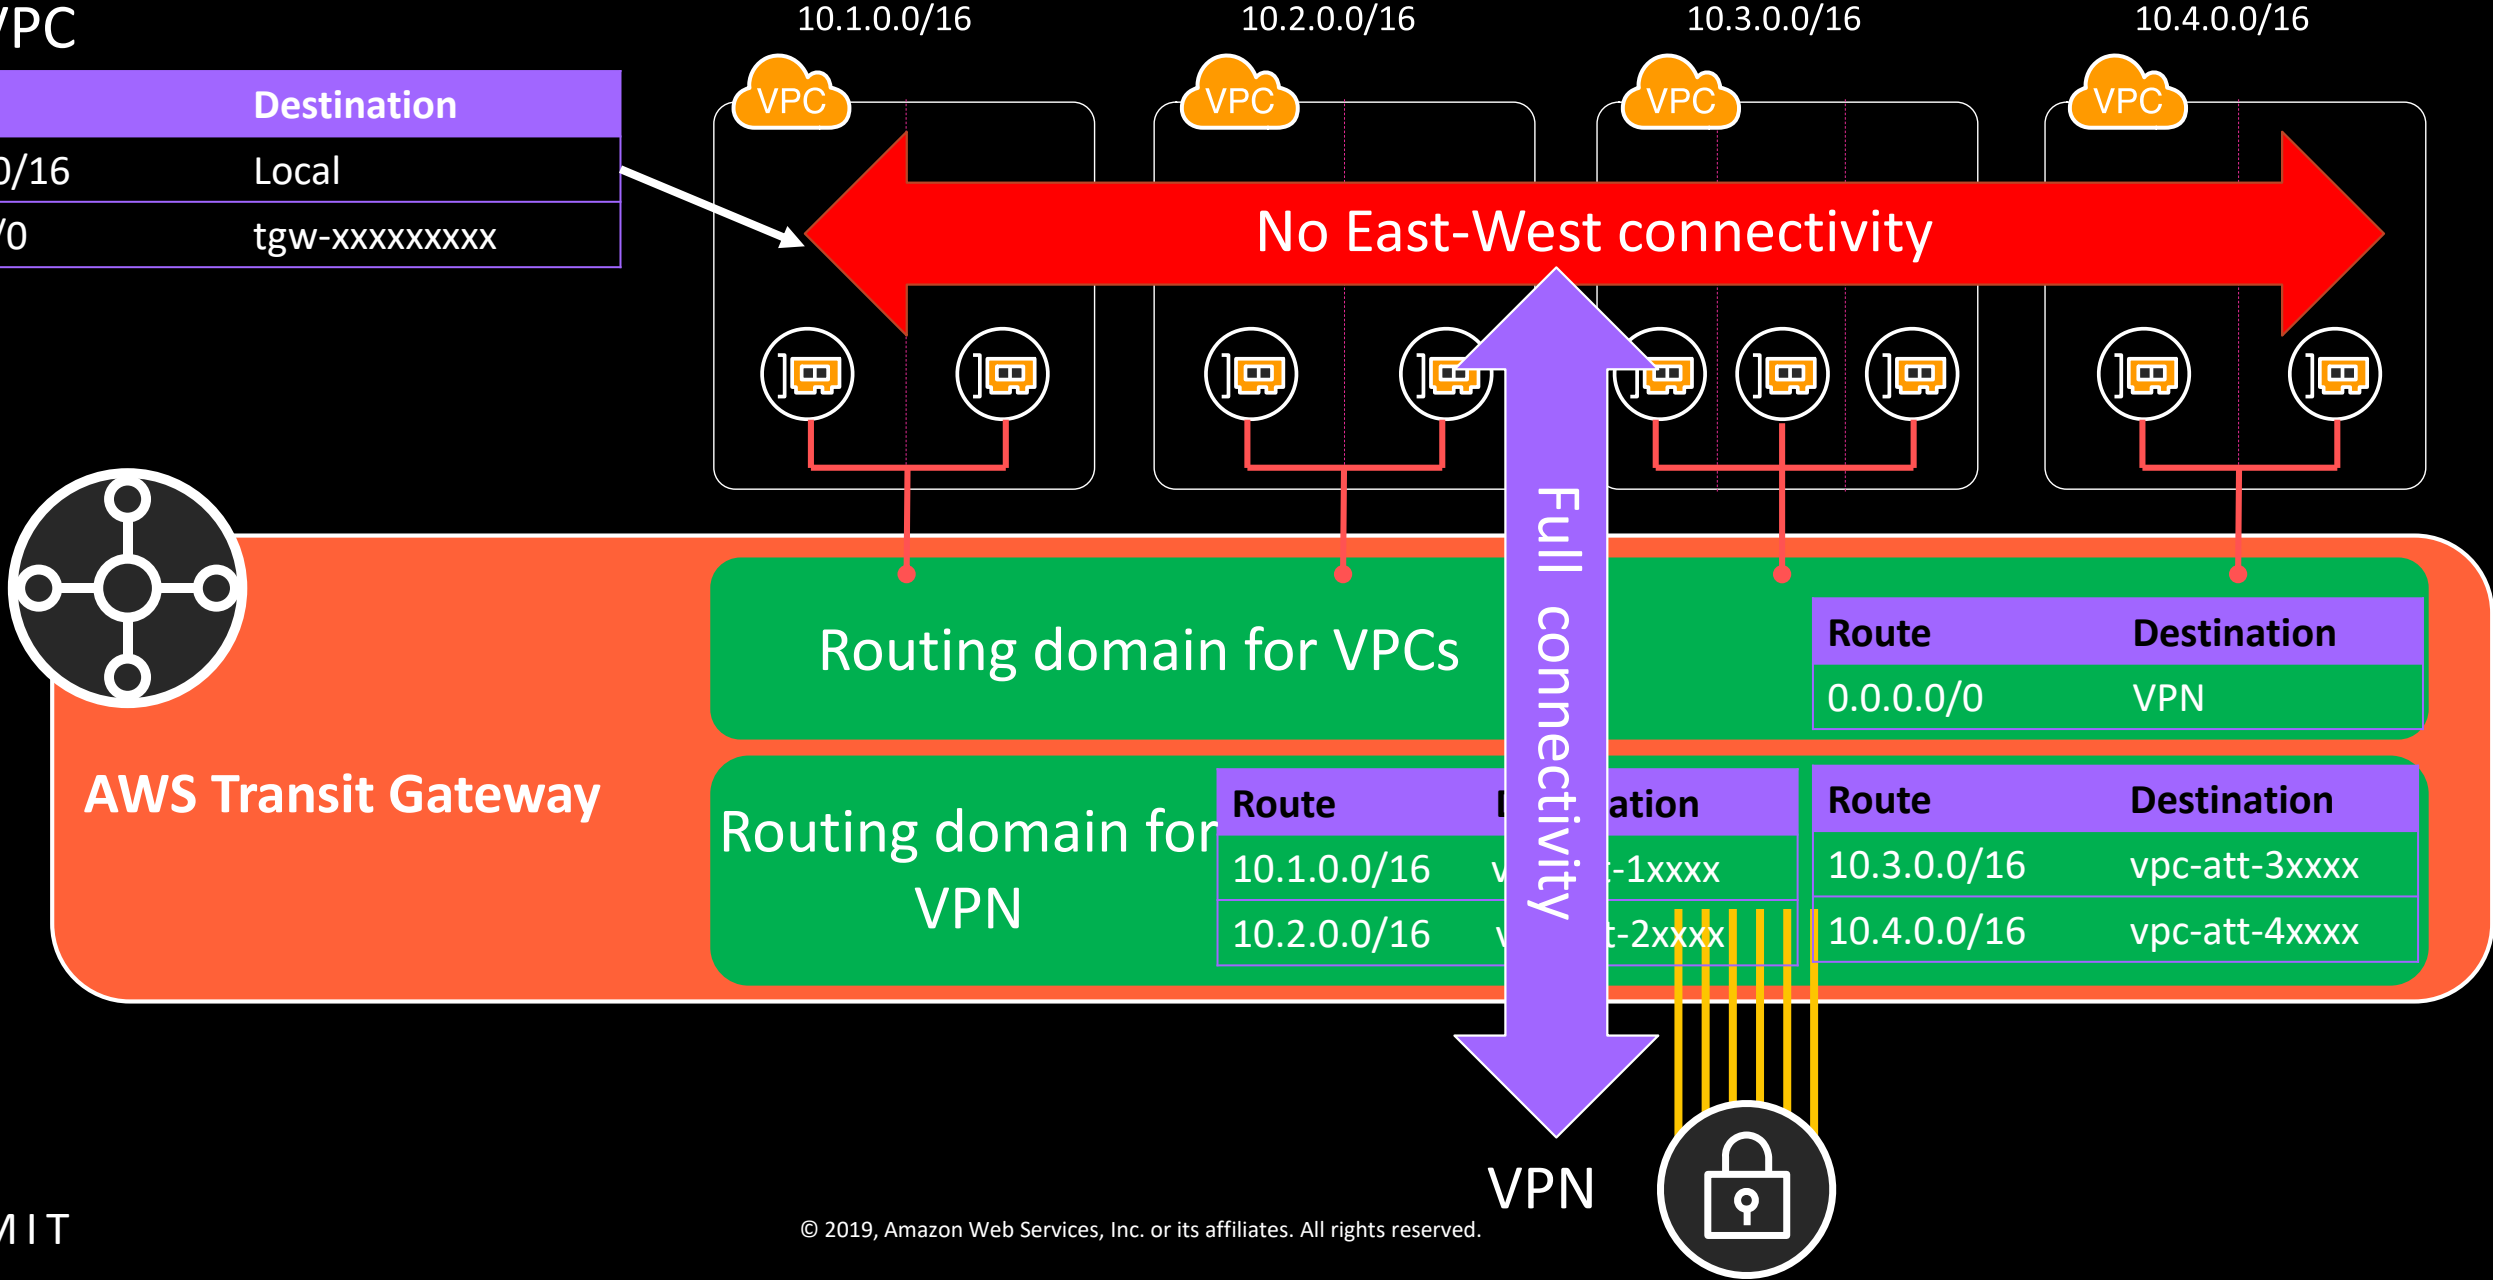 VPC
10.1.0.0/16
10.2.0.0/16
10.3.0.0/16
10.4.0.0/16
VPC
VPC
VPC
VPC
Destination
0/16 Local
/0 tgw-xxxxxxxxx
No East-West connectivity
Full connectivity
Routing domain for VPCs
Route Destination
0.0.0.0/0 VPN
AWS Transit Gateway
Routing domain for
VPN
Route
10.1.0.0/16 -1xxxx
10.2.0.0/16 t-2xxxx
Route Destination
10.3.0.0/16 vpc-att-3xxxx
10.4.0.0/16 vpc-att-4xxxx
VPN
MIT
© 2019, Amazon Web Services, Inc. or its affiliates. All rights reserved.